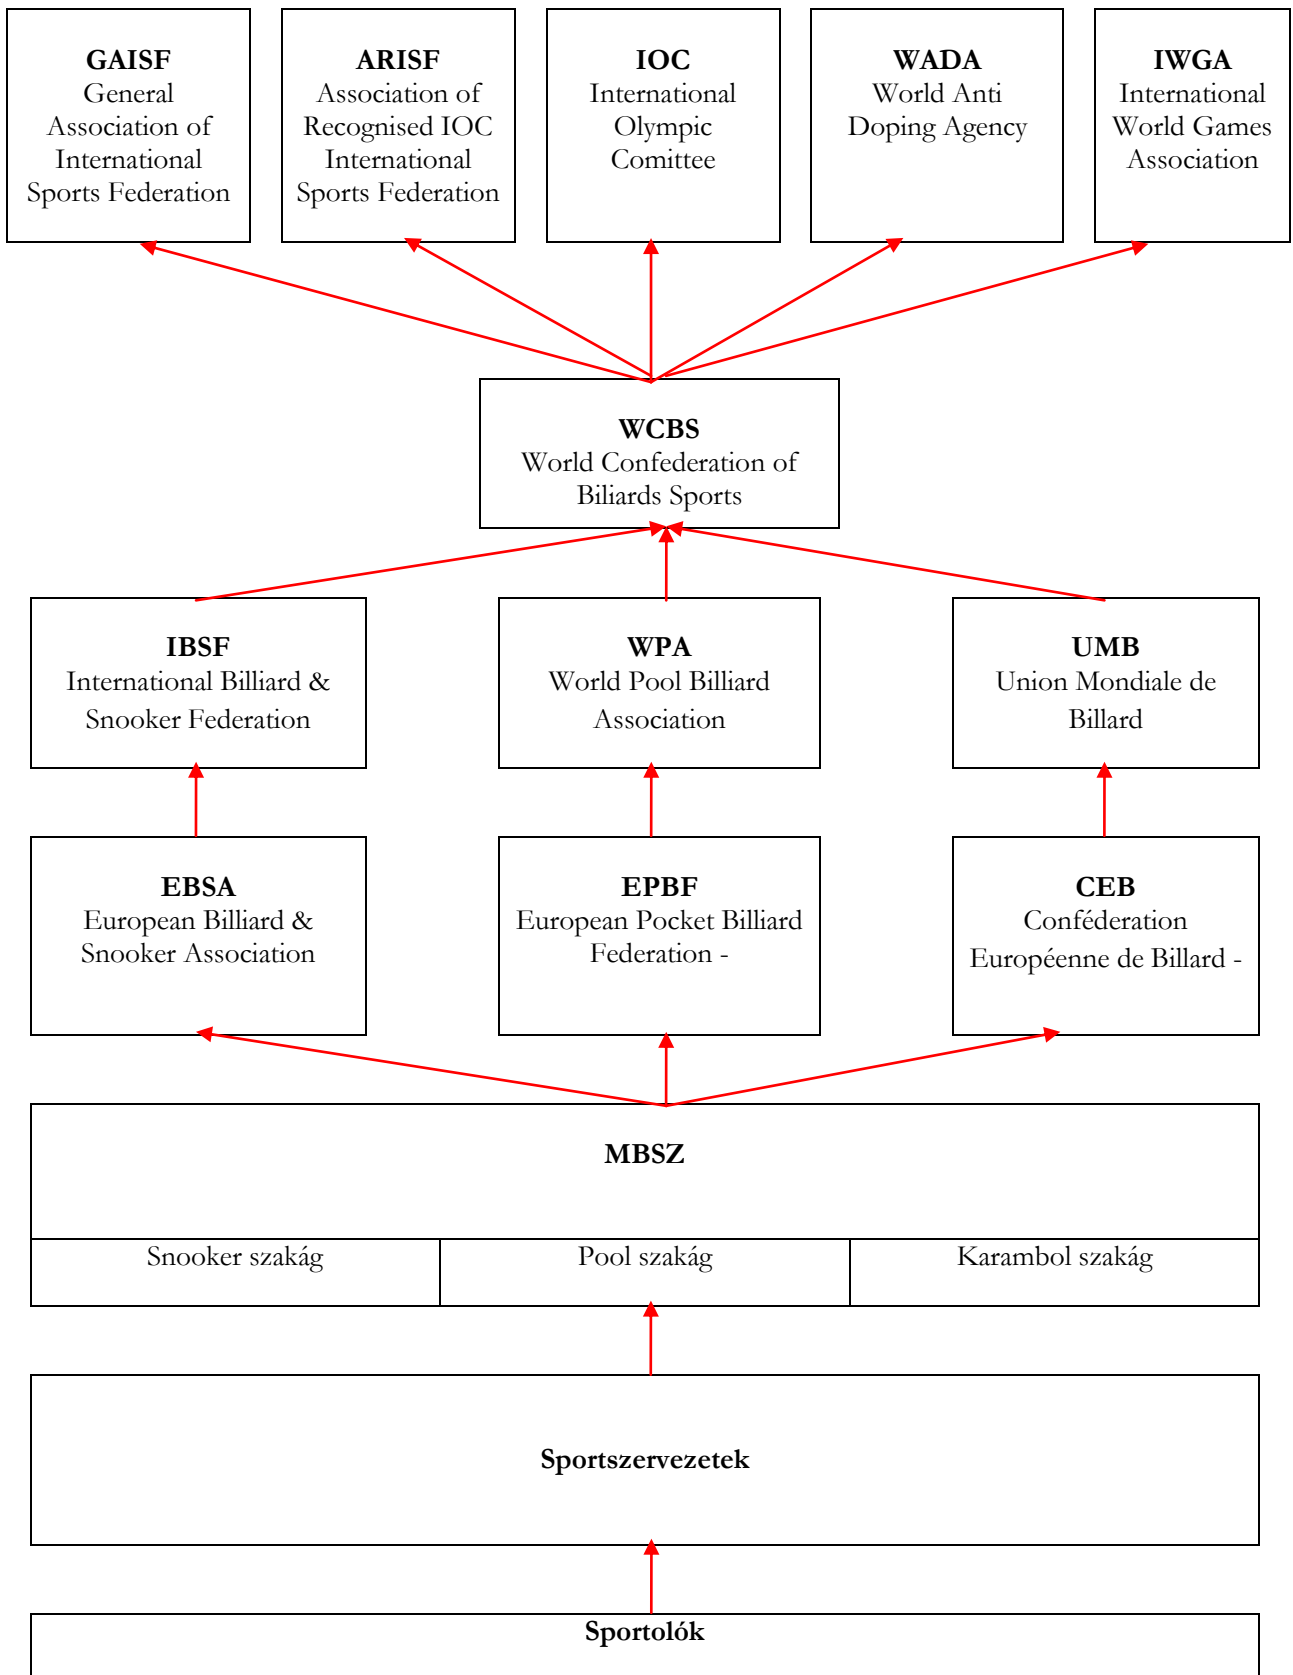 GAISF
General
Association of
International
Sports Federation
ARISF
Association of
Recognised IOC
International
Sports Federation
IOC
International
Olympic
Comittee
WADA
World Anti
Doping Agency
IWGA
International
World Games
Association
WCBS
World Confederation of
Biliards Sports
IBSF
International Billiard &
Snooker Federation
WPA
World Pool Billiard
Association
UMB
Union Mondiale de
Billard
EBSA
European Billiard &
Snooker Association
EPBF
European Pocket Billiard
Federation -
CEB
Conféderation
Européenne de Billard -
MBSZ
Snooker szakág
Pool szakág
Karambol szakág
Sportszervezetek
Sportolók